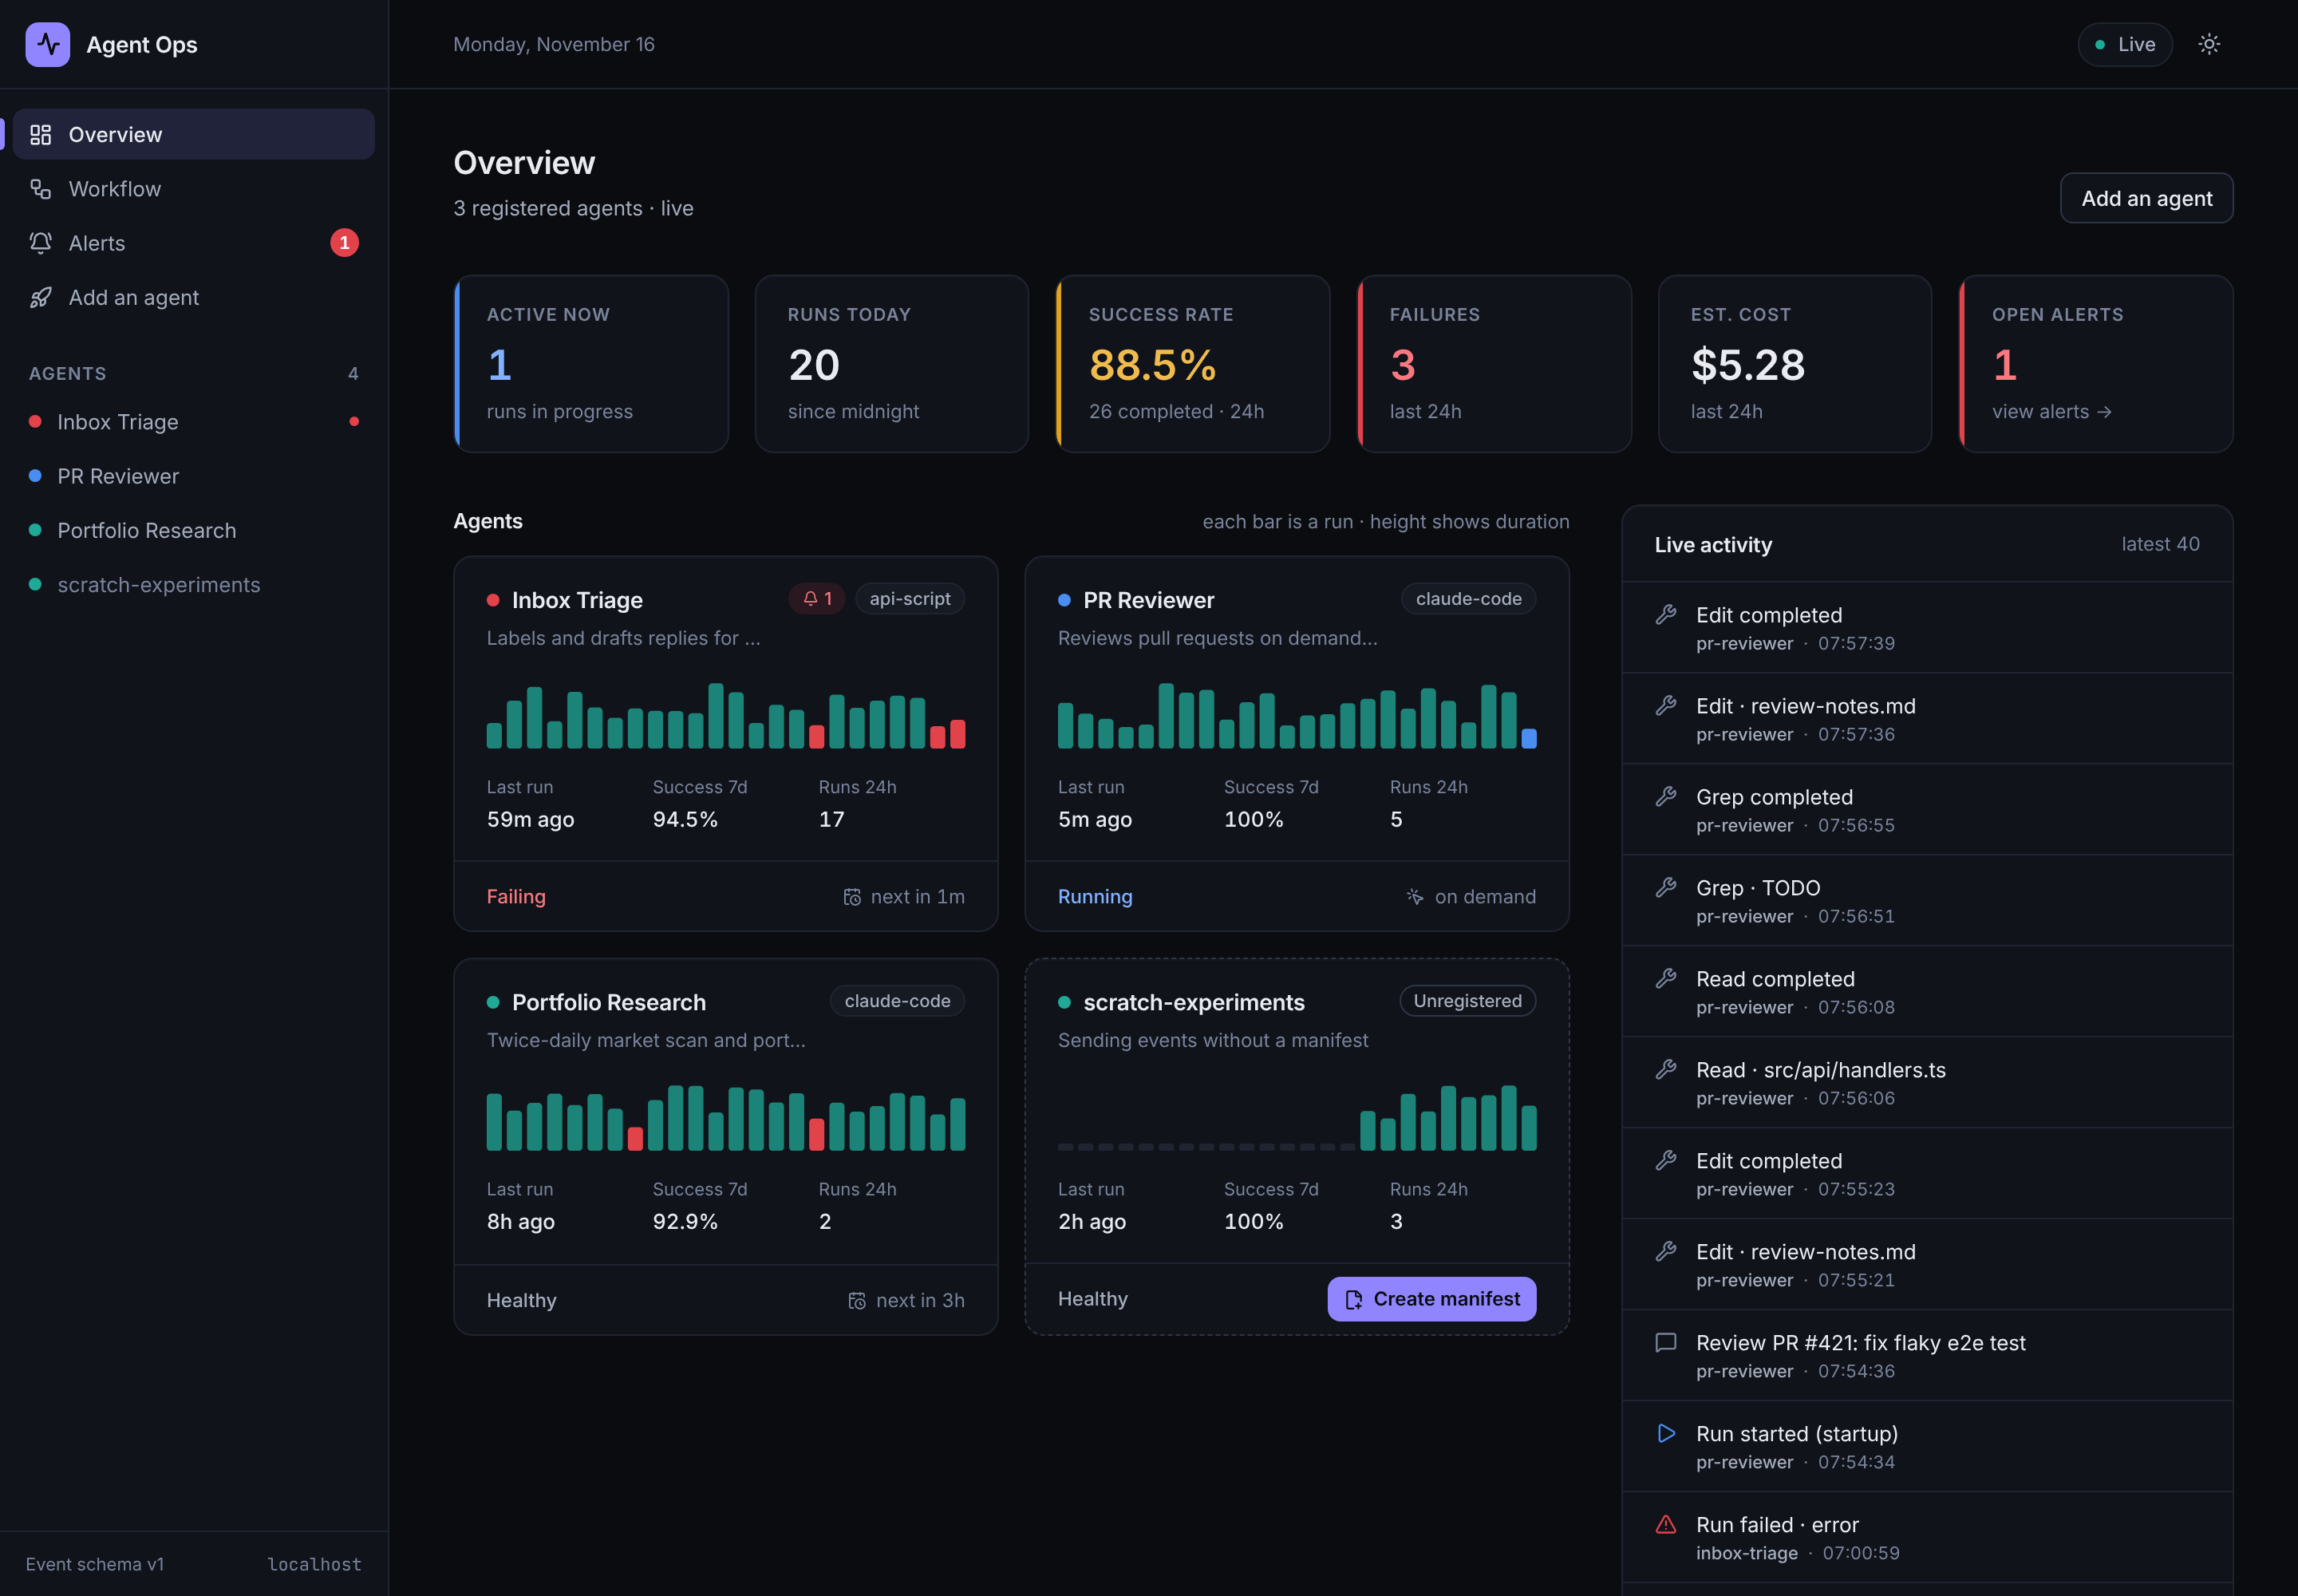 Agent Ops
Monday, November 16
Live
Overview
Workflow
Alerts
1
Add an agent
AGENTS
4
Inbox Triage
PR Reviewer
Portfolio Research
scratch-experiments
Event schema v1
localhost
Overview
3 registered agents · live
Add an agent
ACTIVE NOW
1
runs in progress
RUNS TODAY
20
since midnight
SUCCESS RATE
88.5%
26 completed · 24h
FAILURES
3
last 24h
EST. COST
$5.28
last 24h
OPEN ALERTS
1
view alerts →
Agents
each bar is a run · height shows duration
Inbox Triage
1
api-script
Labels and drafts replies for ...
Last run
Success 7d
Runs 24h
59m ago
94.5%
17
Failing
next in 1m
PR Reviewer
claude-code
Reviews pull requests on demand...
Last run
Success 7d
Runs 24h
5m ago
100%
5
Running
on demand
Portfolio Research
claude-code
Twice-daily market scan and port...
Last run
Success 7d
Runs 24h
8h ago
92.9%
2
Healthy
next in 3h
scratch-experiments
Unregistered
Sending events without a manifest
Last run
Success 7d
Runs 24h
2h ago
100%
3
Healthy
Create manifest
Live activity
latest 40
Edit completed
pr-reviewer · 07:57:39
Edit · review-notes.md
pr-reviewer · 07:57:36
Grep completed
pr-reviewer · 07:56:55
Grep · TODO
pr-reviewer · 07:56:51
Read completed
pr-reviewer · 07:56:08
Read · src/api/handlers.ts
pr-reviewer · 07:56:06
Edit completed
pr-reviewer · 07:55:23
Edit · review-notes.md
pr-reviewer · 07:55:21
Review PR #421: fix flaky e2e test
pr-reviewer · 07:54:36
Run started (startup)
pr-reviewer · 07:54:34
Run failed · error
inbox-triage · 07:00:59